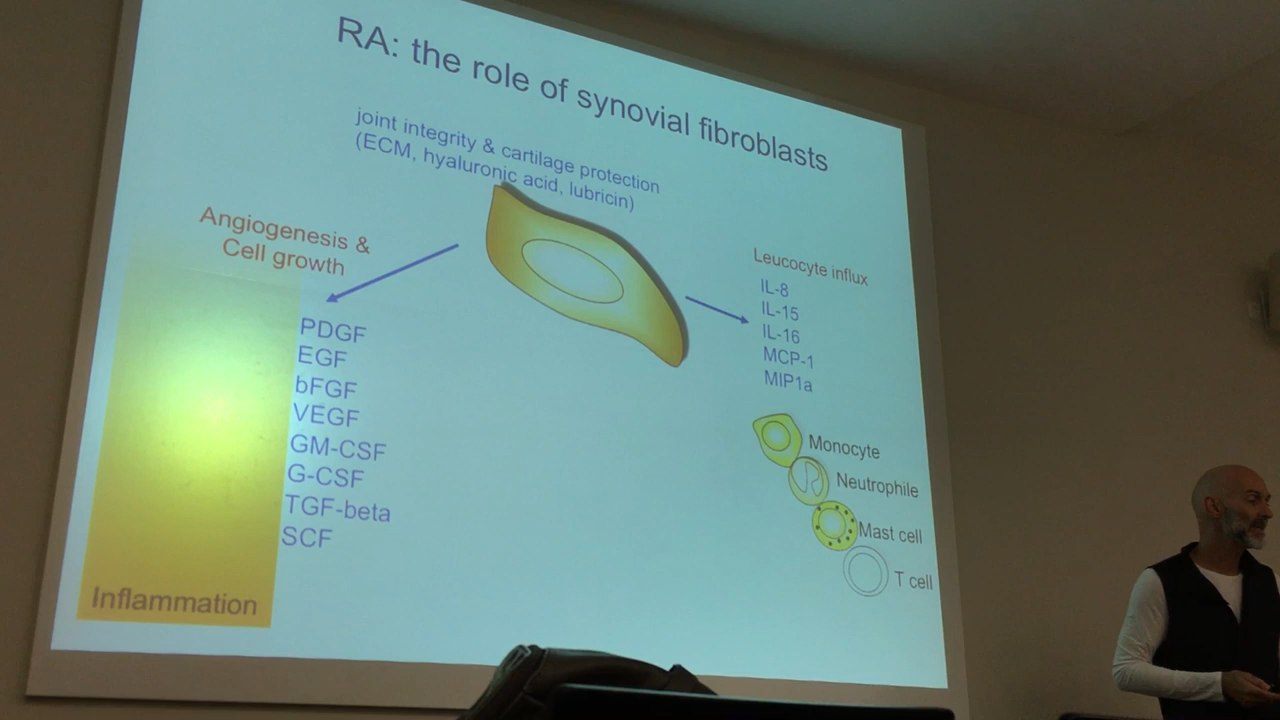 RA: the role of synovial fibroblasts
joint integrity & cartilage protection
(ECM, hyaluronic acid, lubricin)
Angiogenesis &
Cell growth
PDGF
EGF
bFGF
VEGF
GM-CSF
G-CSF
TGF-beta
SCF
Inflammation
Leucocyte influx
IL-8
IL-15
IL-16
MCP-1
MIP1a
Monocyte
Neutrophile
Mast cell
T cell